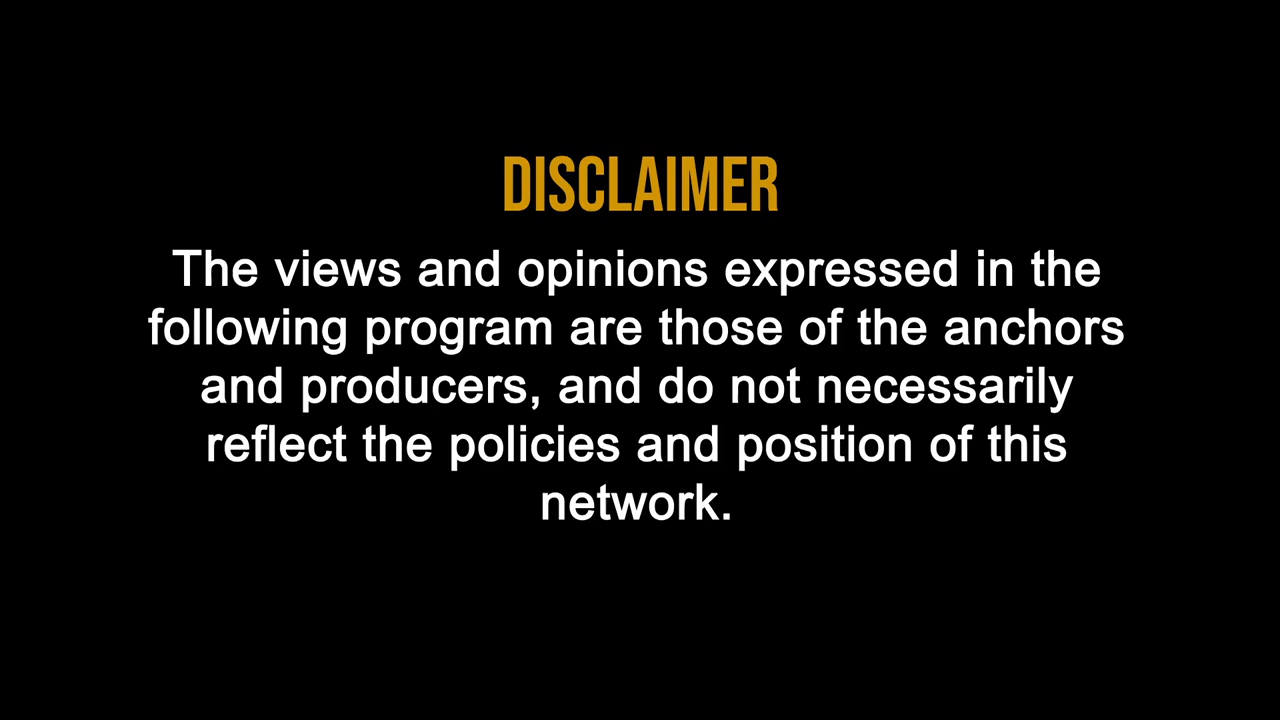 DISCLAIMER
The views and opinions expressed in the
following program are those of the anchors
and producers, and do not necessarily
reflect the policies and position of this
network.